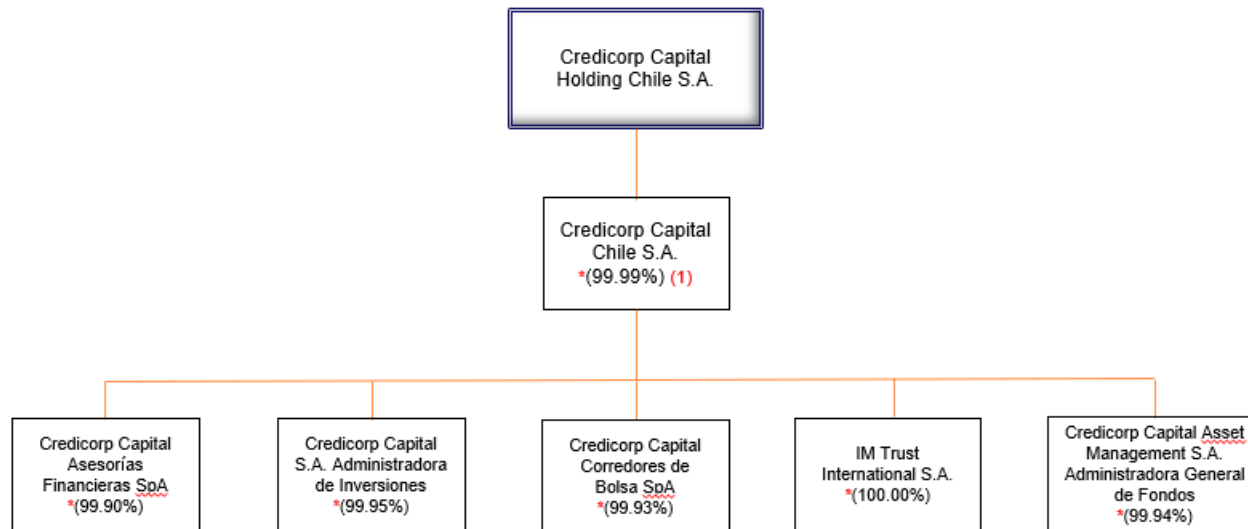 Credicorp Capital
Holding Chile S.A.
Credicorp Capital
Chile S.A.
*(99.99%) (1)
Credicorp Capital
Asesorías
Financieras SpA
*(99.90%)
Credicorp Capital
S.A. Administradora
de Inversiones
*(99.95%)
Credicorp Capital
Corredores de
Bolsa SpA
*(99.93%)
IM Trust
International S.A.
*(100.00%)
Credicorp Capital Asset
Management S.A.
Administradora General
de Fondos
*(99.94%)